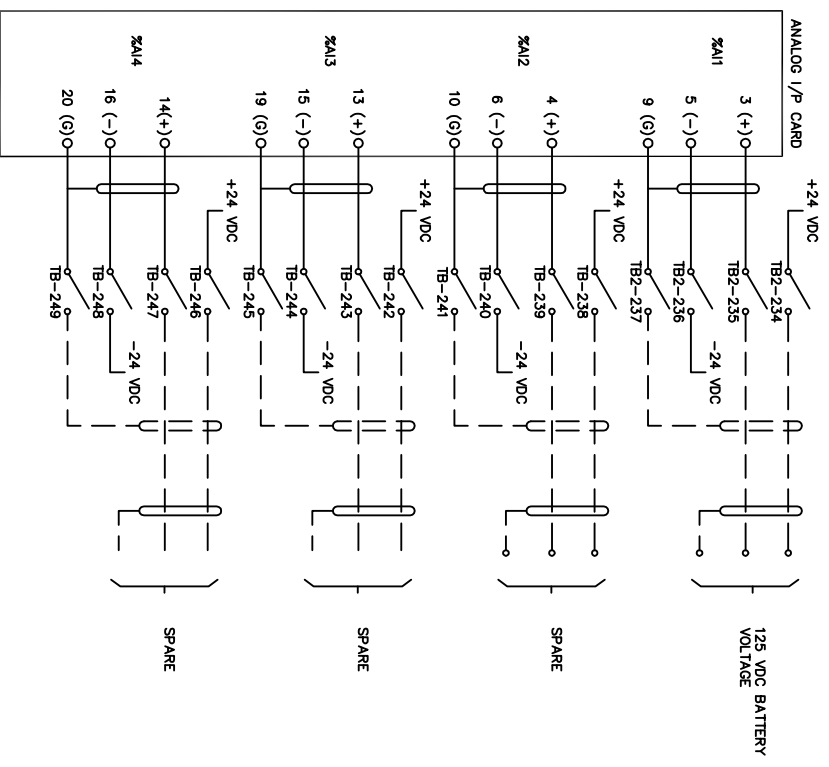 ANALOG I/P CARD
%AI1
3 (+)
5 (-)
9 (G)
+24 VDC
TB2-234
TB2-235
TB2-236
TB2-237
-24 VDC
125 VDC BATTERY
VOLTAGE
%AI2
4 (+)
6 (-)
10 (G)
+24 VDC
TB-238
TB-239
TB-240
TB-241
-24 VDC
SPARE
%AI3
13 (+)
15 (-)
19 (G)
+24 VDC
TB-242
TB-243
TB-244
TB-245
-24 VDC
SPARE
%AI4
14(+)
16 (-)
20 (G)
+24 VDC
TB-246
TB-247
TB-248
TB-249
-24 VDC
SPARE